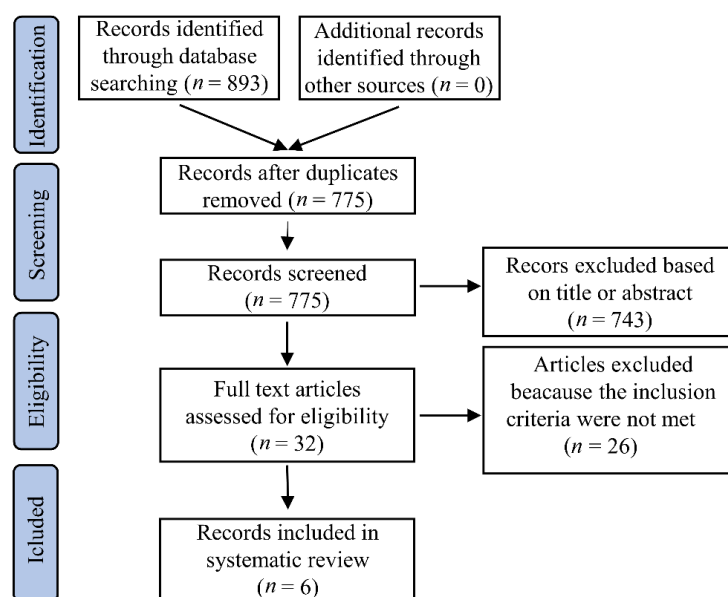 Identification
Records identified
through database
searching (n = 893)
Additional records
identified through
other sources (n = 0)
Screening
Records after duplicates
removed (n = 775)
Records screened
(n = 775)
Recors excluded based
on title or abstract
(n = 743)
Eligibility
Full text articles
assessed for eligibility
(n = 32)
Articles excluded
beacause the inclusion
criteria were not met
(n = 26)
Icluded
Records included in
systematic review
(n = 6)